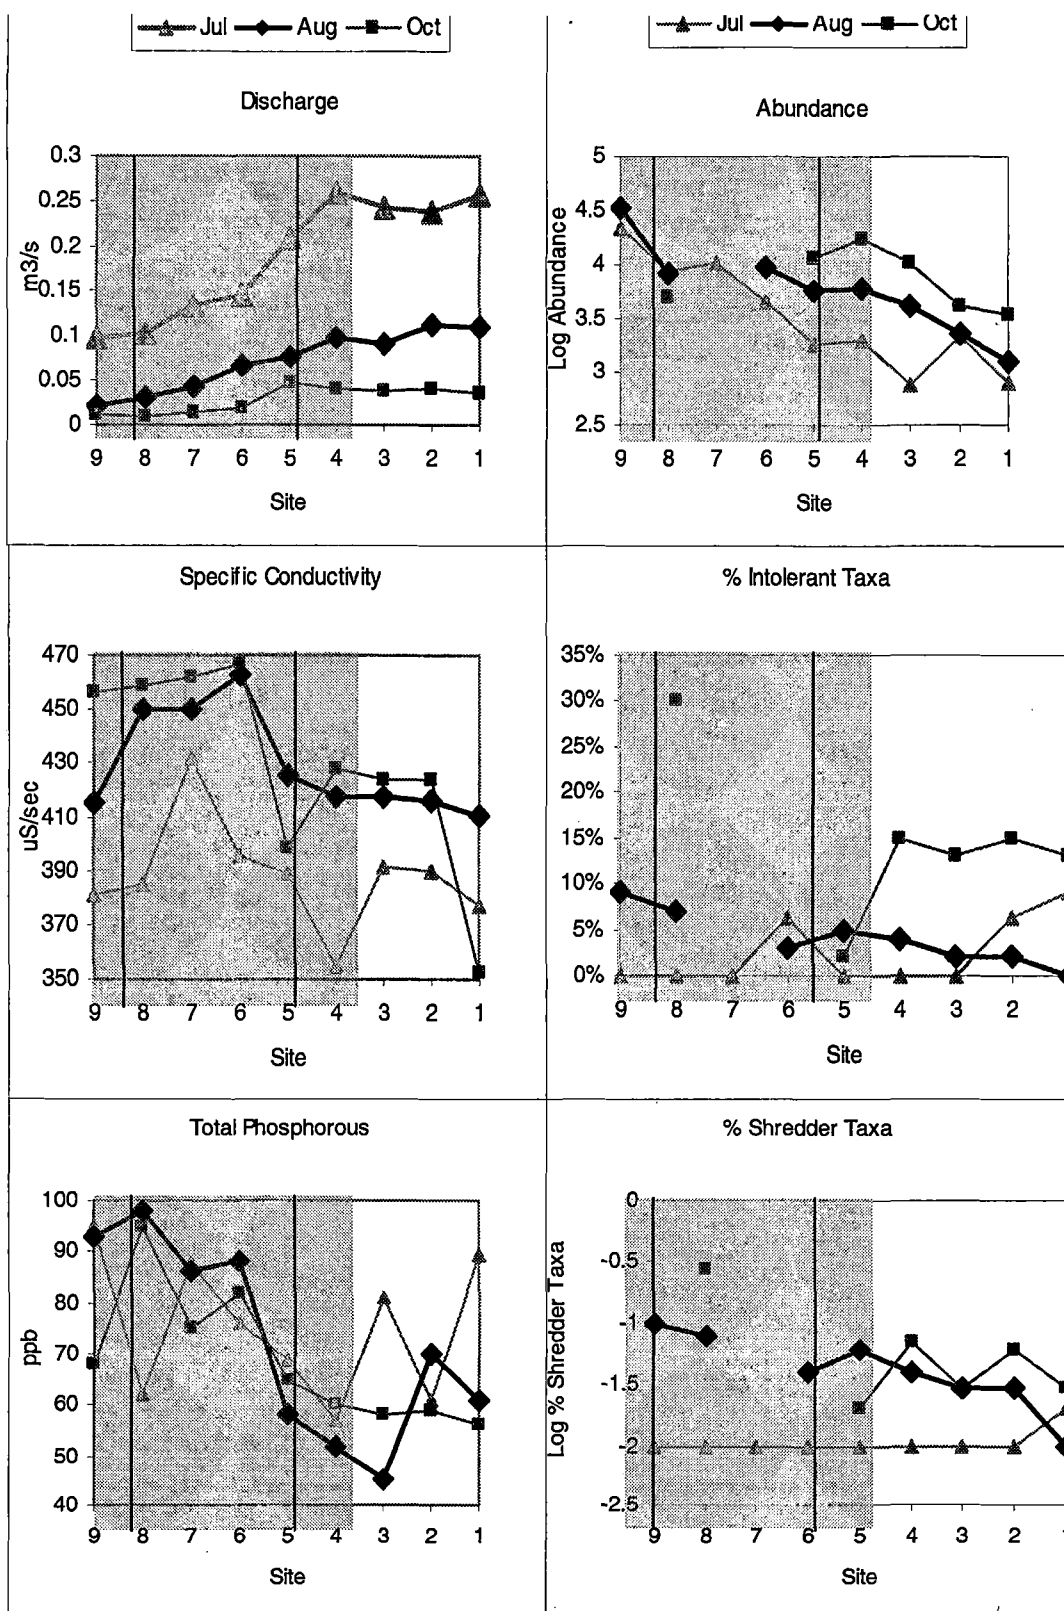 Jul Aug Oct
Discharge
0.3
0.25
0.2
0.15
0.1
0.05
0
m3/s
9 8 7 6 5 4 3 2 1
Site
Jul Aug Oct
Abundance
5
4.5
4
3.5
3
2.5
Log Abundance
9 8 7 6 5 4 3 2 1
Site
Specific Conductivity
470
450
430
410
390
370
350
uS/sec
9 8 7 6 5 4 3 2 1
Site
% Intolerant Taxa
35%
30%
25%
20%
15%
10%
5%
0%
9 8 7 6 5 4 3 2
Site
Total Phosphorous
100
90
80
70
60
50
40
ppb
9 8 7 6 5 4 3 2 1
Site
% Shredder Taxa
0
-0.5
-1
-1.5
-2
-2.5
Log % Shredder Taxa
9 8 7 6 5 4 3 2 1
Site